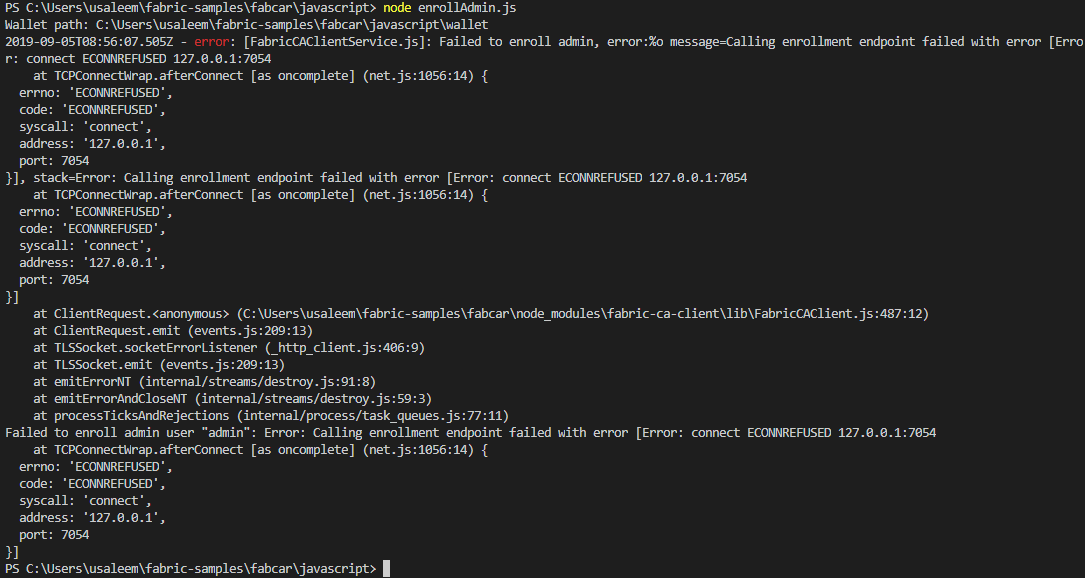 PS C:\Users\usaleem\fabric-samples\fabcar\javascript> node enrollAdmin.js
Wallet path: C:\Users\usaleem\fabric-samples\fabcar\javascript\wallet
2019-09-05T08:56:07.505Z - error: [FabricCAClientService.js]: Failed to enroll admin, error:%o message=Calling enrollment endpoint failed with error [Erro
r: connect ECONNREFUSED 127.0.0.1:7054
    at TCPConnectWrap.afterConnect [as oncomplete] (net.js:1056:14) {
  errno: 'ECONNREFUSED',
  code: 'ECONNREFUSED',
  syscall: 'connect',
  address: '127.0.0.1',
  port: 7054
}], stack=Error: Calling enrollment endpoint failed with error [Error: connect ECONNREFUSED 127.0.0.1:7054
    at TCPConnectWrap.afterConnect [as oncomplete] (net.js:1056:14) {
  errno: 'ECONNREFUSED',
  code: 'ECONNREFUSED',
  syscall: 'connect',
  address: '127.0.0.1',
  port: 7054
}]
    at ClientRequest.<anonymous> (C:\Users\usaleem\fabric-samples\fabcar\node_modules\fabric-ca-client\lib\FabricCAClient.js:487:12)
    at ClientRequest.emit (events.js:209:13)
    at TLSSocket.socketErrorListener (_http_client.js:406:9)
    at TLSSocket.emit (events.js:209:13)
    at emitErrorNT (internal/streams/destroy.js:91:8)
    at emitErrorAndCloseNT (internal/streams/destroy.js:59:3)
    at processTicksAndRejections (internal/process/task_queues.js:77:11)
Failed to enroll admin user "admin": Error: Calling enrollment endpoint failed with error [Error: connect ECONNREFUSED 127.0.0.1:7054
    at TCPConnectWrap.afterConnect [as oncomplete] (net.js:1056:14) {
  errno: 'ECONNREFUSED',
  code: 'ECONNREFUSED',
  syscall: 'connect',
  address: '127.0.0.1',
  port: 7054
}]
PS C:\Users\usaleem\fabric-samples\fabcar\javascript>